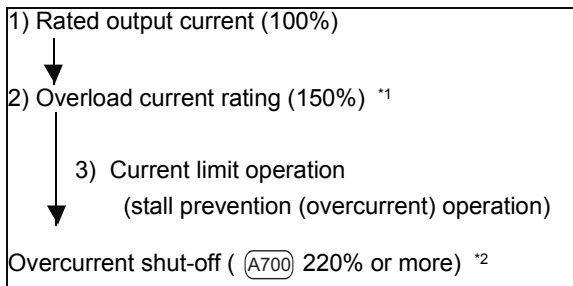 1) Rated output current (100%)
2) Overload current rating (150%) *1
3) Current limit operation
(stall prevention (overcurrent) operation)
Overcurrent shut-off ( A700 220% or more) *2